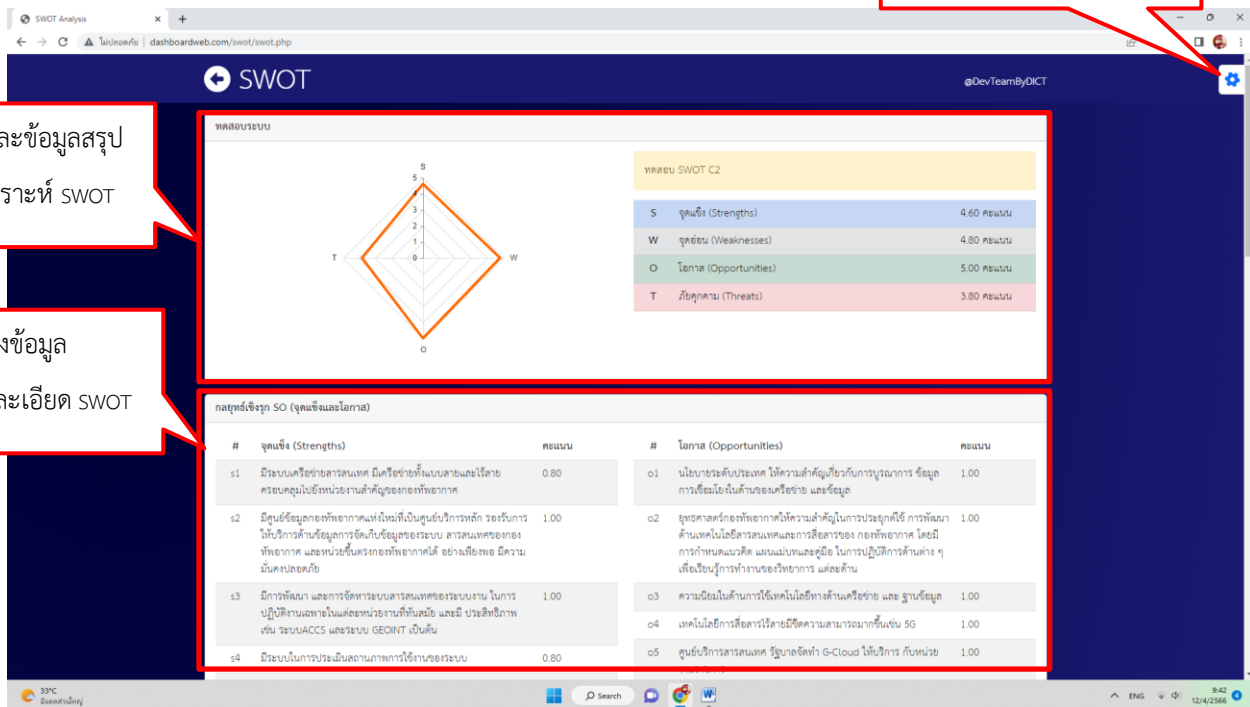 SWOT Analysis
ไม่ปลอดภัย dashboardweb.com/swot/swot.php
SWOT
@DevTeamByDICT
ละข้อมูลสรุป
ราะห์ SWOT
งข้อมูล
ละเอียด SWOT
ทดสอบระบบ
S
5
4
3
2
1
0
T
W
O
ทดสอบ SWOT C2
S จุดแข็ง (Strengths) 4.60 คะแนน
W จุดอ่อน (Weaknesses) 4.80 คะแนน
O โอกาส (Opportunities) 5.00 คะแนน
T ภัยคุกคาม (Threats) 3.80 คะแนน
กลยุทธ์เชิงรุก SO (จุดแข็งและโอกาส)
# จุดแข็ง (Strengths) คะแนน
s1 มีระบบเครือข่ายสารสนเทศ มีเครือข่ายทั้งแบบสายและไร้สาย 0.80
ครอบคลุมไปยังหน่วยงานสำคัญของกองทัพอากาศ
s2 มีศูนย์ข้อมูลกองทัพอากาศแห่งใหม่ที่เป็นศูนย์บริการหลัก รองรับการ 1.00
ให้บริการด้านข้อมูลการจัดเก็บข้อมูลของระบบ สารสนเทศของกอง
ทัพอากาศ และหน่วยขึ้นตรงกองทัพอากาศได้ อย่างเพียงพอ มีความ
มั่นคงปลอดภัย
s3 มีการพัฒนา และการจัดหาระบบสารสนเทศของระบบงาน ในการ 1.00
ปฏิบัติงานเฉพาะในแต่ละหน่วยงานที่ทันสมัย และมี ประสิทธิภาพ
เช่น ระบบACCS และระบบ GEOINT เป็นต้น
s4 มีระบบในการประเมินสถานภาพการใช้งานของระบบ 0.80
# โอกาส (Opportunities) คะแนน
o1 นโยบายระดับประเทศ ให้ความสำคัญเกี่ยวกับการบูรณาการ ข้อมูล 1.00
การเชื่อมโยงในด้านของเครือข่าย และข้อมูล
o2 ยุทธศาสตร์กองทัพอากาศให้ความสำคัญในการประยุกต์ใช้ การพัฒนา 1.00
ด้านเทคโนโลยีสารสนเทศและการสื่อสารของ กองทัพอากาศ โดยมี
การกำหนดแนวคิด แผนแม่บทและคู่มือ ในการปฏิบัติการด้านต่าง ๆ
เพื่อเรียนรู้การทำงานของวิทยาการ แต่ละด้าน
o3 ความนิยมในด้านการใช้เทคโนโลยีทางด้านเครือข่าย และ ฐานข้อมูล 1.00
o4 เทคโนโลยีการสื่อสารไร้สายมีขีดความสามารถมากขึ้นเช่น 5G 1.00
o5 ศูนย์บริการสารสนเทศ รัฐบาลจัดทำ G-Cloud ให้บริการ กับหน่วย 1.00
33°C
มีแดดส่วนใหญ่
Search
ENG
9:42
12/4/2566